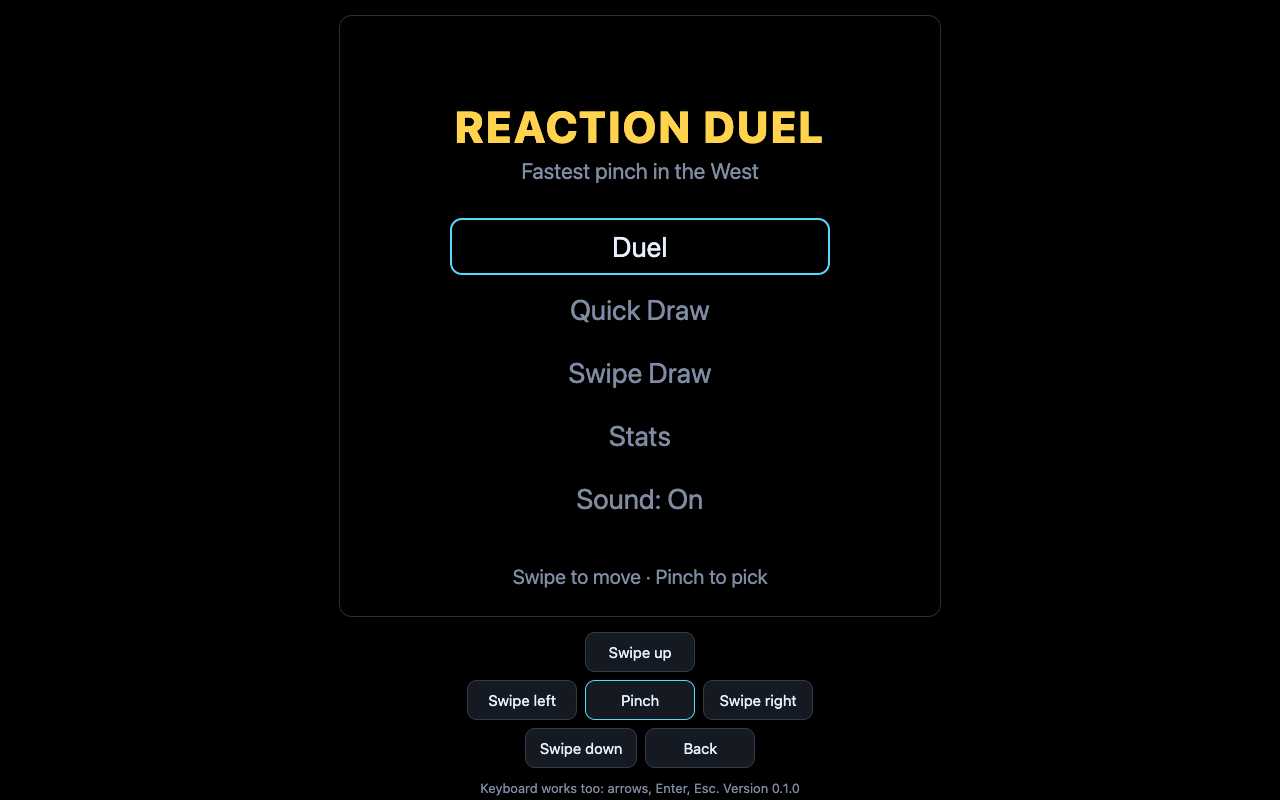 REACTION DUEL
Fastest pinch in the West
Duel
Quick Draw
Swipe Draw
Stats
Sound: On
Swipe to move · Pinch to pick
Swipe up
Swipe left Pinch Swipe right
Swipe down Back
Keyboard works too: arrows, Enter, Esc. Version 0.1.0